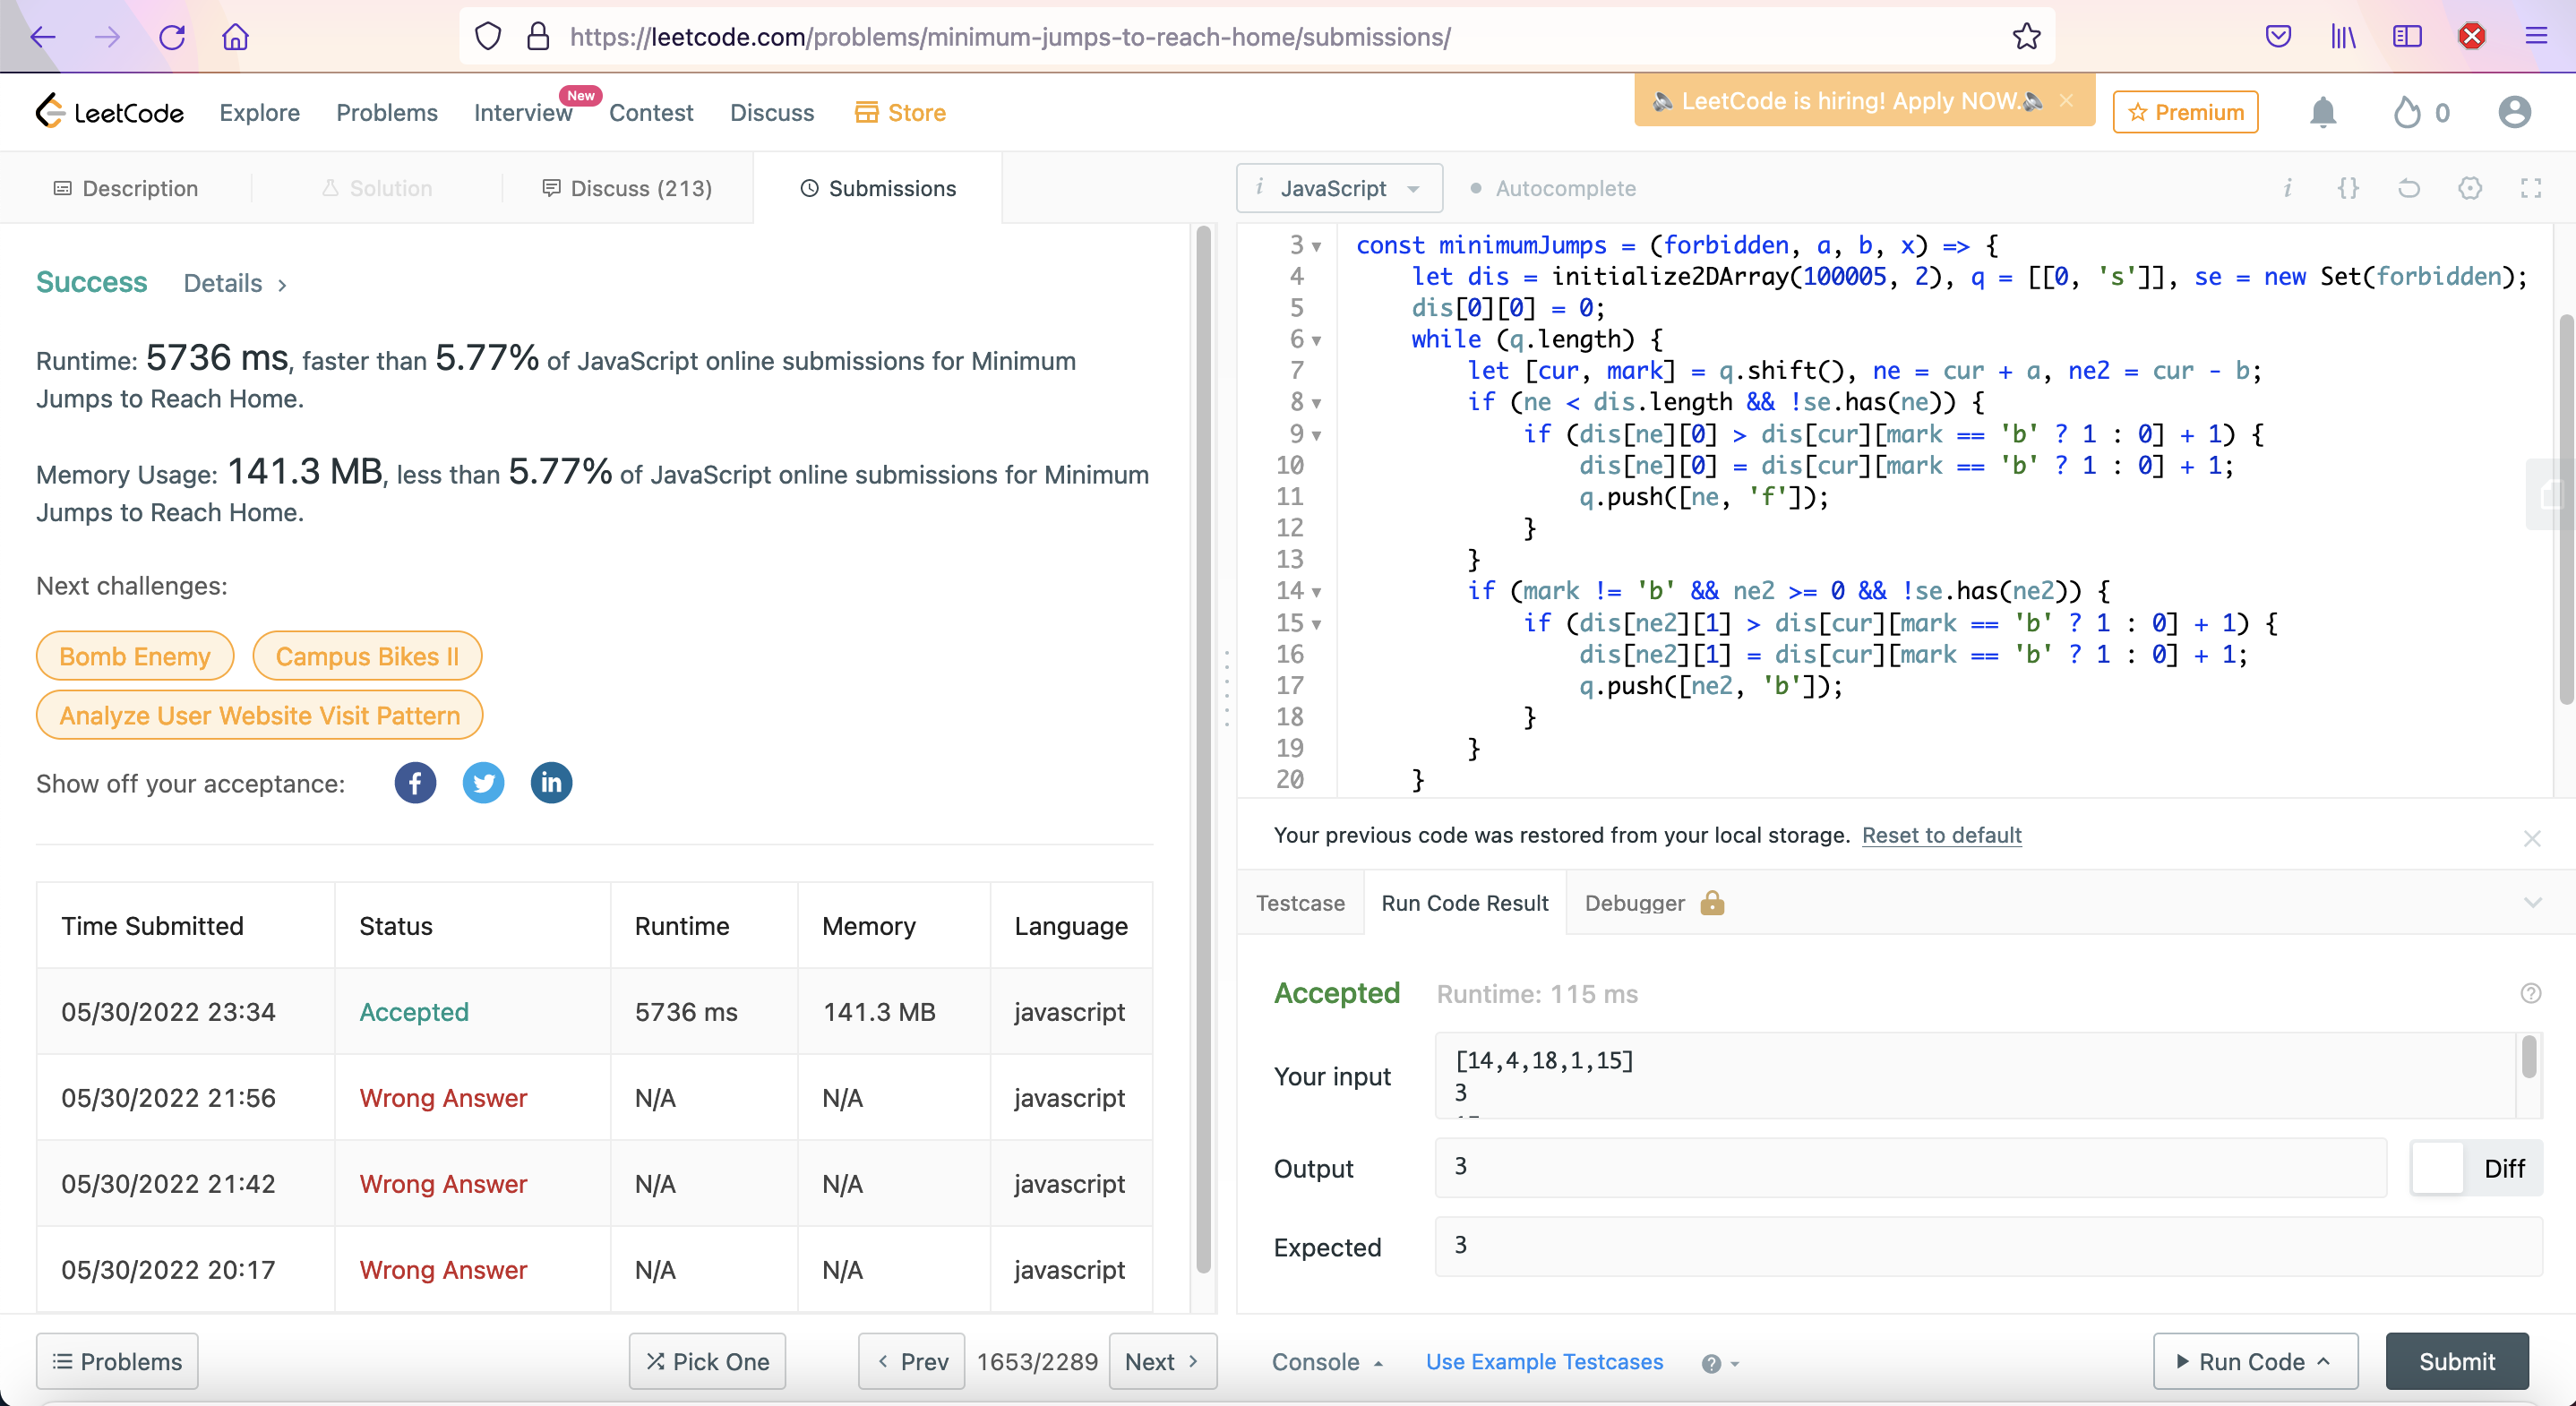 https://leetcode.com/problems/minimum-jumps-to-reach-home/submissions/
LeetCode
Explore
Problems
Interview
New
Contest
Discuss
Store
LeetCode is hiring! Apply NOW.
Premium
0
Description
Solution
Discuss (213)
Submissions
i JavaScript
Autocomplete
Success
Details
Runtime: 5736 ms, faster than 5.77% of JavaScript online submissions for Minimum
Jumps to Reach Home.
Memory Usage: 141.3 MB, less than 5.77% of JavaScript online submissions for Minimum
Jumps to Reach Home.
Next challenges:
Bomb Enemy
Campus Bikes II
Analyze User Website Visit Pattern
Show off your acceptance:
Time Submitted Status Runtime Memory Language
05/30/2022 23:34 Accepted 5736 ms 141.3 MB javascript
05/30/2022 21:56 Wrong Answer N/A N/A javascript
05/30/2022 21:42 Wrong Answer N/A N/A javascript
05/30/2022 20:17 Wrong Answer N/A N/A javascript
Problems
Pick One
Prev
1653/2289
Next
3 const minimumJumps = (forbidden, a, b, x) => {
4 let dis = initialize2DArray(100005, 2), q = [[0, 's']], se = new Set(forbidden);
5 dis[0][0] = 0;
6 while (q.length) {
7 let [cur, mark] = q.shift(), ne = cur + a, ne2 = cur - b;
8 if (ne < dis.length && !se.has(ne)) {
9 if (dis[ne][0] > dis[cur][mark == 'b' ? 1 : 0] + 1) {
10 dis[ne][0] = dis[cur][mark == 'b' ? 1 : 0] + 1;
11 q.push([ne, 'f']);
12 }
13 }
14 if (mark != 'b' && ne2 >= 0 && !se.has(ne2)) {
15 if (dis[ne2][1] > dis[cur][mark == 'b' ? 1 : 0] + 1) {
16 dis[ne2][1] = dis[cur][mark == 'b' ? 1 : 0] + 1;
17 q.push([ne2, 'b']);
18 }
19 }
20 }
Your previous code was restored from your local storage. Reset to default
Testcase
Run Code Result
Debugger
Accepted
Runtime: 115 ms
Your input
[14,4,18,1,15]
3
Output
3
Diff
Expected
3
Console
Use Example Testcases
Run Code
Submit